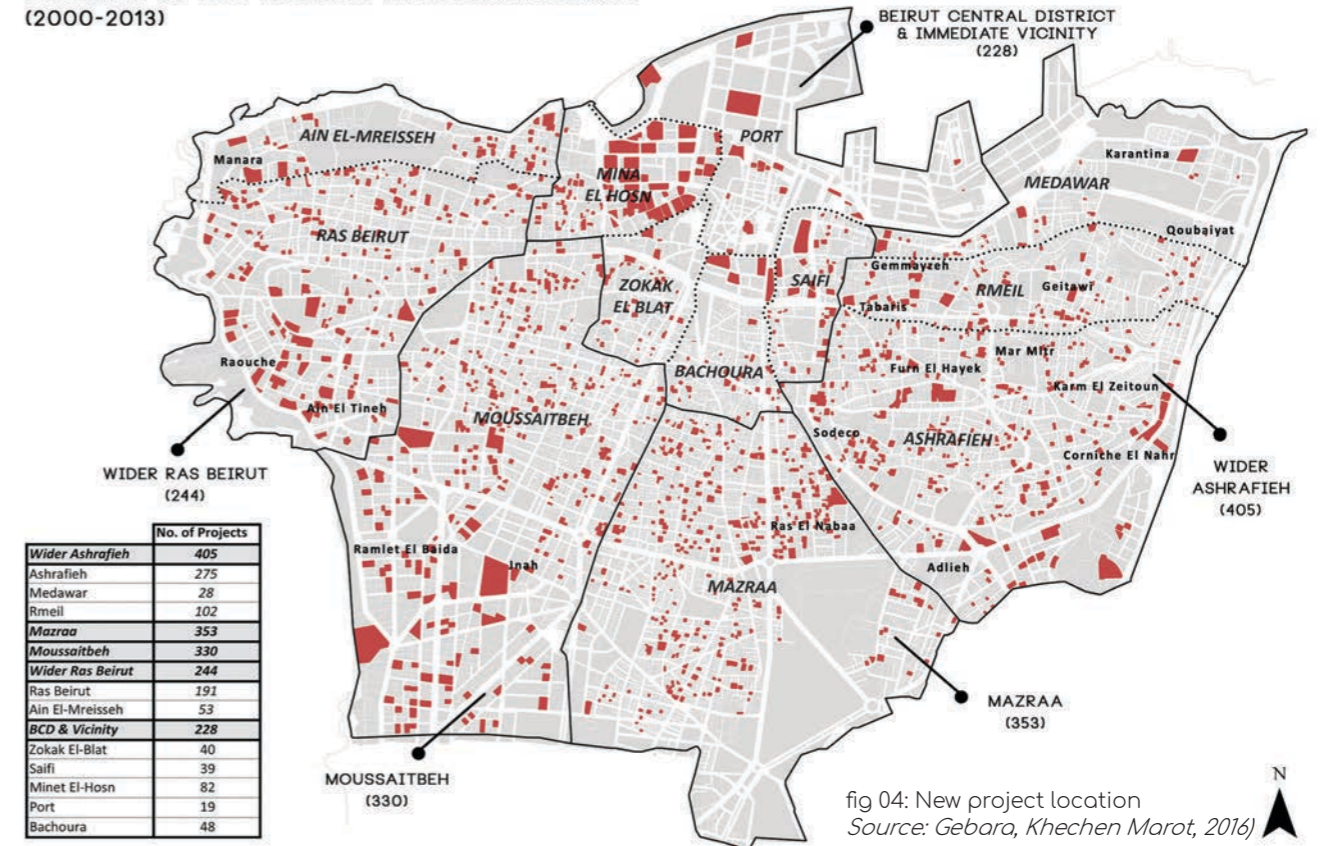 (2000-2013)
BEIRUT CENTRAL DISTRICT
& IMMEDIATE VICINITY
(228)
AIN EL-MREISSEH
PORT
Manara
Karantina
MINA
EL HOSN
MEDAWAR
RAS BEIRUT
Qoubaiyat
Gemmayzeh
ZOKAK
EL BLAT
SAIFI
RMEIL
Geitawi
Tabaris
Mar Mitr
Raouche
BACHOURA
Furn El Hayek
Karm El Zeitoun
Ain El Tineh
MOUSSAITBEH
Sodeco
ASHRAFIEH
Corniche El Nahr
WIDER RAS BEIRUT
(244)
WIDER
ASHRAFIEH
(405)
Ras El Nabaa
Ramlet El Baida
Jnah
Adlieh
MAZRAA
No. of Projects
Wider Ashrafieh 405
Ashrafieh 275
Medawar 28
Rmeil 102
Mazraa 353
Moussaitbeh 330
Wider Ras Beirut 244
Ras Beirut 191
Ain El-Mreisseh 53
BCD & Vicinity 228
Zokak El-Blat 40
Saifi 39
Minet El-Hosn 82
Port 19
Bachoura 48
MAZRAA
(353)
MOUSSAITBEH
(330)
N
fig 04: New project location
Source: Gebara, Khechen Marot, 2016)